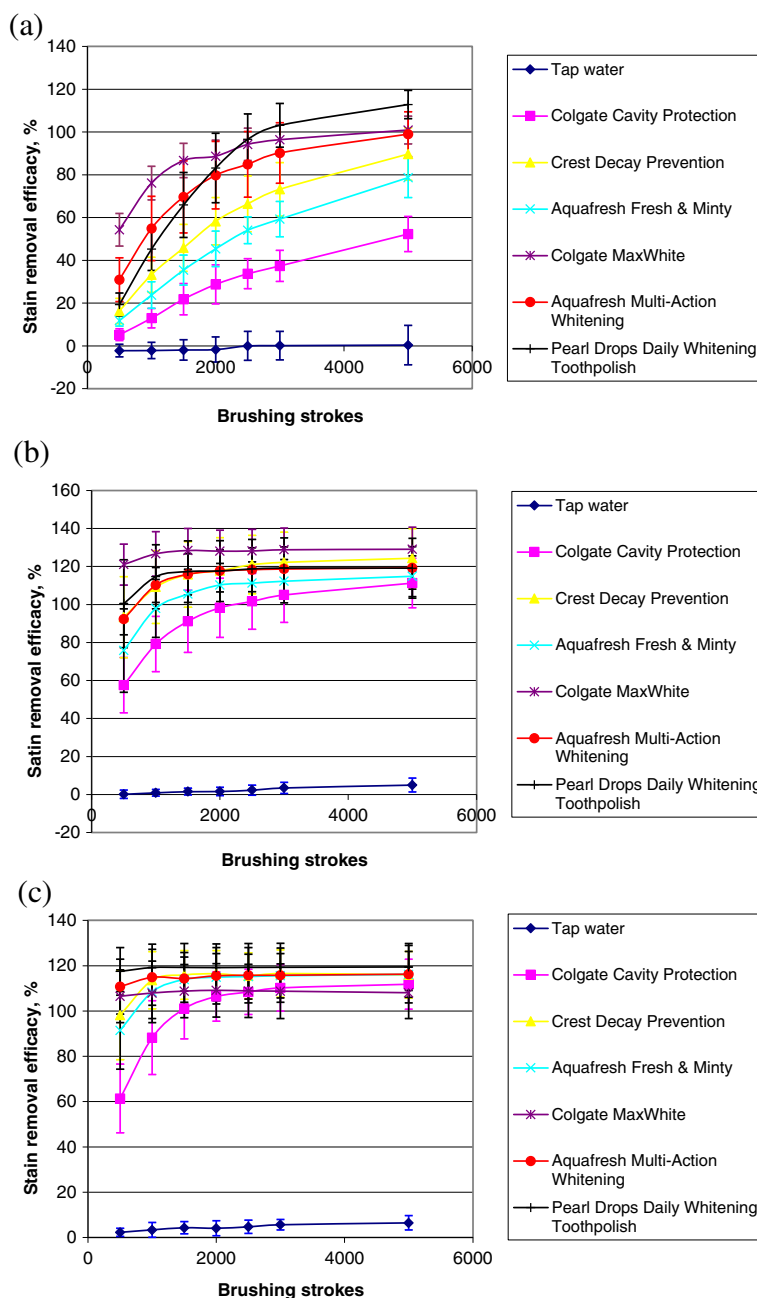 (a)
140
120
100
80
60
40
20
0
-20
0
2000
4000
6000
Stain removal efficacy, %
Brushing strokes
Tap water
Colgate Cavity Protection
Crest Decay Prevention
Aquafresh Fresh & Minty
Colgate MaxWhite
Aquafresh Multi-Action
Whitening
Pearl Drops Daily Whitening
Toothpolish
(b)
160
140
120
100
80
60
40
20
0
-20
0
2000
4000
6000
Satin removal efficacy, %
Brushing strokes
Tap water
Colgate Cavity Protection
Crest Decay Prevention
Aquafresh Fresh & Minty
Colgate MaxWhite
Aquafresh Multi-Action
Whitening
Pearl Drops Daily Whitening
Toothpolish
(c)
140
120
100
80
60
40
20
0
0
2000
4000
6000
Stain removal efficacy, %
Brushing strokes
Tap water
Colgate Cavity Protection
Crest Decay Prevention
Aquafresh Fresh & Minty
Colgate MaxWhite
Aquafresh Multi-Action
Whitening
Pearl Drops Daily Whitening
Toothpolish